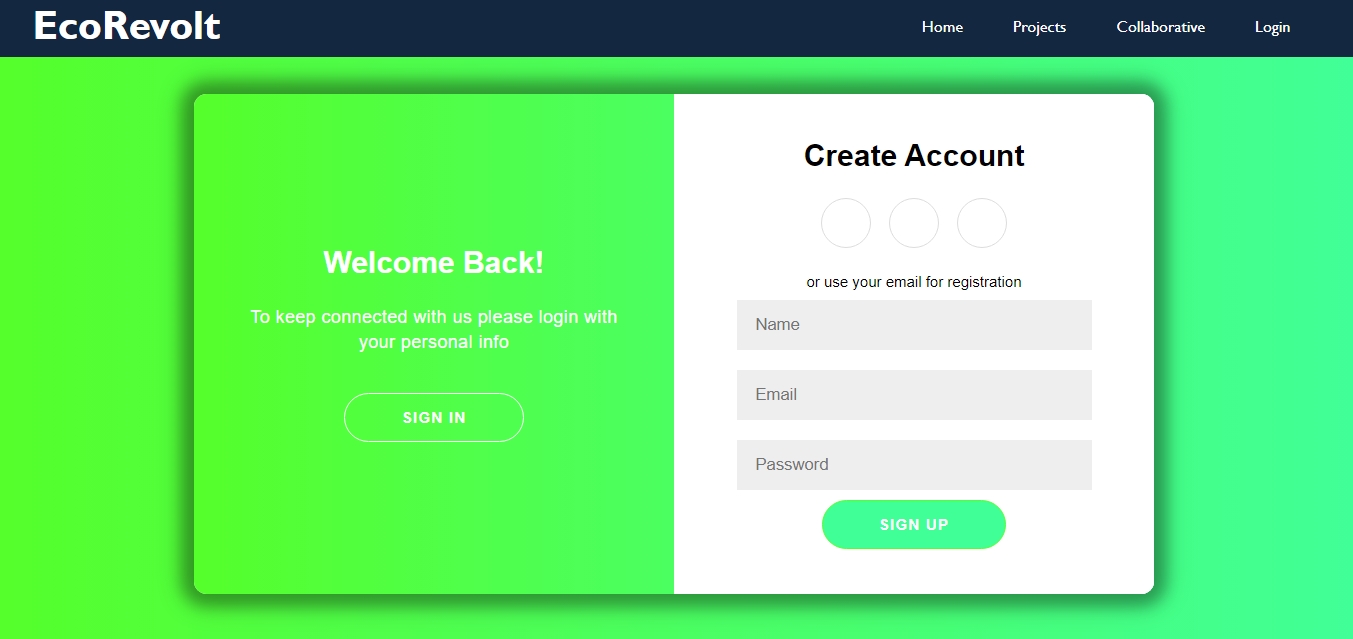 EcoRevolt
Home Projects Collaborative Login
Welcome Back!
To keep connected with us please login with
your personal info
SIGN IN
Create Account
or use your email for registration
Name
Email
Password
SIGN UP